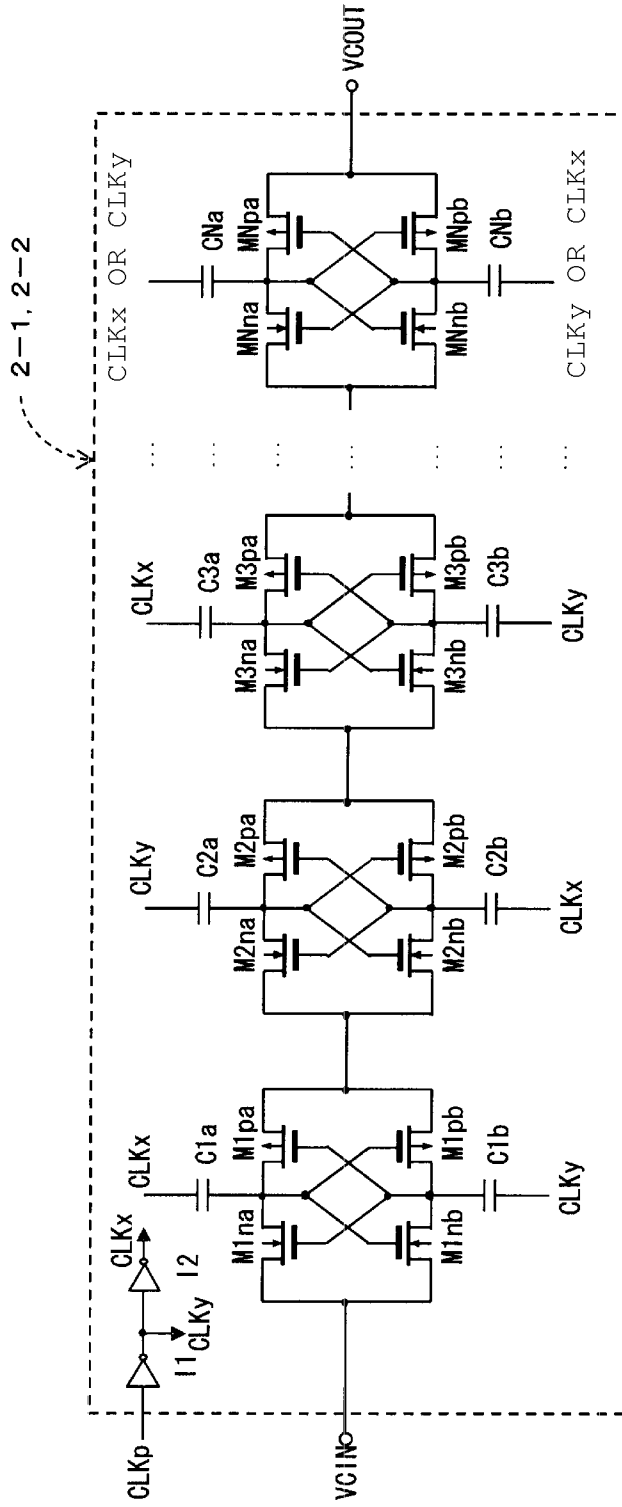 2-1, 2-2
CLKp
I1
CLKy
I2
CLKx
VCIN
CLKx
C1a
M1na
M1pa
M1nb
M1pb
C1b
CLKy
CLKy
C2a
M2na
M2pa
M2nb
M2pb
C2b
CLKx
CLKx
C3a
M3na
M3pa
M3nb
M3pb
C3b
CLKy
... ... ... ... ... ... ...
CLKx OR CLKy
CNa
MNna
MNpa
MNnb
MNpb
CNb
CLKy OR CLKx
VCOUT